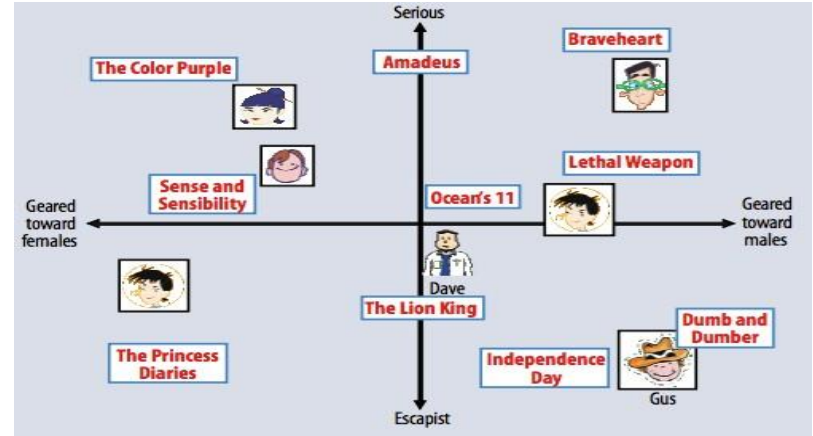 Serious
Braveheart
The Color Purple
Amadeus
Lethal Weapon
Sense and
Sensibility
Ocean's 11
Geared
toward
females
Geared
toward
males
Dave
The Lion King
Dumb and
Dumber
The Princess
Diaries
Independence
Day
Gus
Escapist